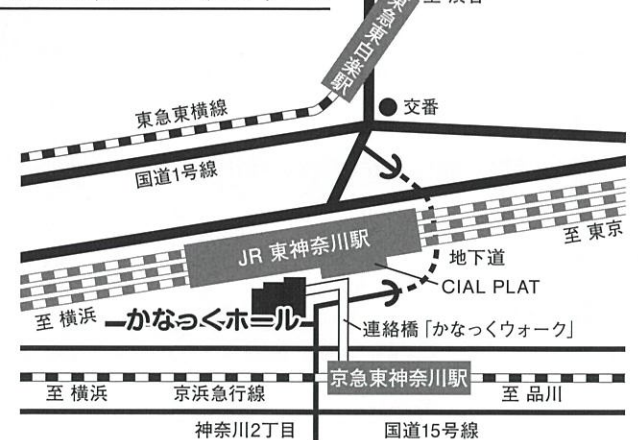 東急東白楽駅
交番
東急東横線
国道1号線
JR 東神奈川駅
至 東京
地下道
CIAL PLAT
至 横浜
かなっくホール
連絡橋「かなっくウォーク」
京急東神奈川駅
至 横浜
京浜急行線
至 品川
神奈川2丁目
国道15号線